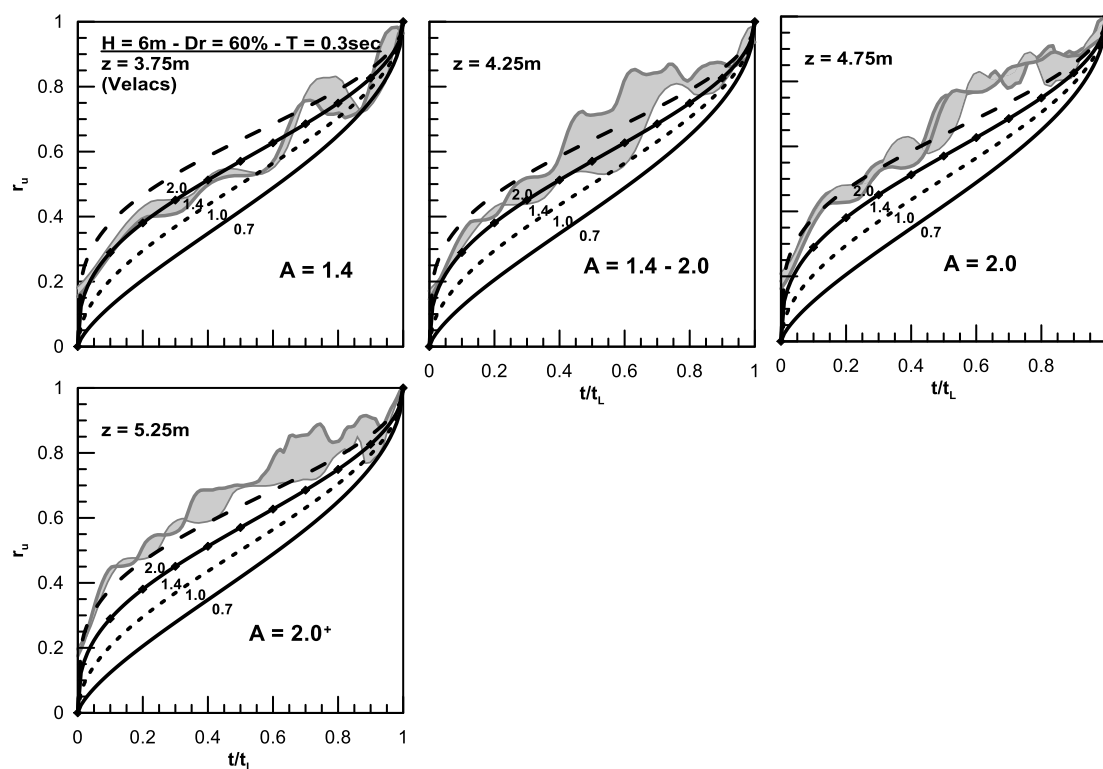 H = 6m - Dr = 60% - T = 0.3sec
z = 3.75m
(Velacs)
1
0.8
0.6
0.4
0.2
0
r_u
2.0
1.4
1.0
0.7
A = 1.4
z = 4.25m
2.0
1.4
1.0
0.7
A = 1.4 - 2.0
0
0.2
0.4
0.6
0.8
1
t/t_L
z = 4.75m
2.0
1.4
1.0
0.7
A = 2.0
0
0.2
0.4
0.6
0.8
t/t_L
z = 5.25m
1
0.8
0.6
0.4
0.2
0
r_u
2.0
1.4
1.0
0.7
A = 2.0⁺
0.2
0.4
0.6
0.8
1
t/t_L